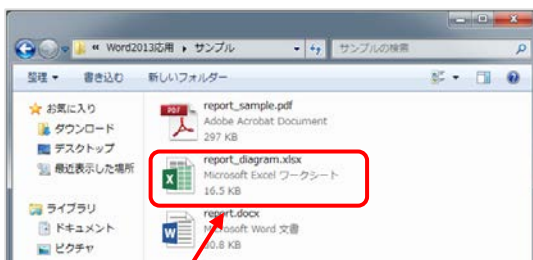 « Word2013応用 ▸ サンプル
サンプルの検索
整理 ▼ 書き込む 新しいフォルダー
お気に入り
ダウンロード
デスクトップ
最近表示した場所
ライブラリ
ドキュメント
ピクチャ
PDF
report_sample.pdf
Adobe Acrobat Document
297 KB
report_diagram.xlsx
Microsoft Excel ワークシート
16.5 KB
report.docx
Microsoft Word 文書
0.8 KB